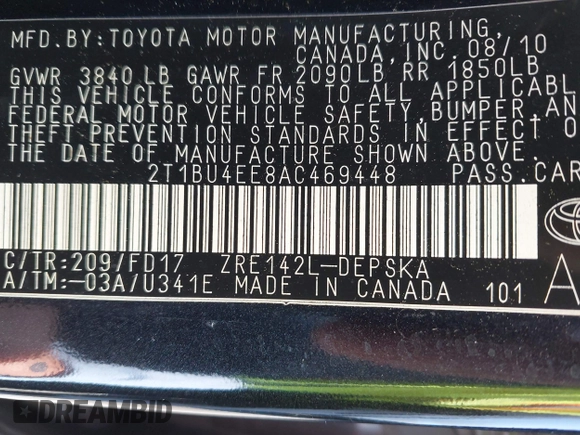 MFD. BY: TOYOTA MOTOR MANUFACTURING,
CANADA, INC. 08/10
GVWR 3840 LB GAWR FR 2090LB RR 1850LB
THIS VEHICLE CONFORMS TO ALL APPLICABL
FEDERAL MOTOR VEHICLE SAFETY, BUMPER AN
THEFT PREVENTION STANDARDS IN EFFECT O
THE DATE OF MANUFACTURE SHOWN ABOVE.
2T1BU4EE8AC469448 PASS. CAR
C/TR: 209/FD17 ZRE142L-DEPSKA
A/TM: -03A/U341E MADE IN CANADA 101 A
DREAMBID